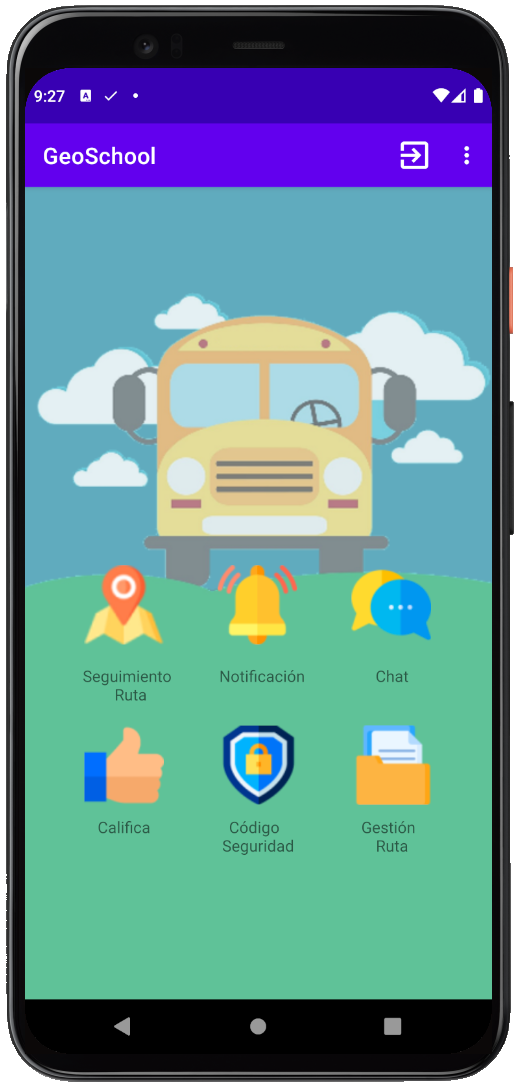 9:27
A
GeoSchool
Seguimiento
Ruta
Notificación
Chat
Califica
Código
Seguridad
Gestión
Ruta